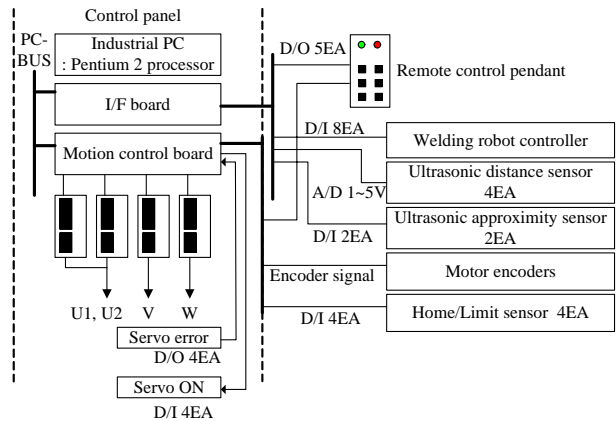 Control panel
PC-
BUS
Industrial PC
: Pentium 2 processor
I/F board
Motion control board
U1, U2
V
W
Servo error
D/O 4EA
Servo ON
D/I 4EA
D/O 5EA
Remote control pendant
D/I 8EA
Welding robot controller
A/D 1~5V
Ultrasonic distance sensor
4EA
D/I 2EA
Ultrasonic approximity sensor
2EA
Encoder signal
Motor encoders
D/I 4EA
Home/Limit sensor 4EA